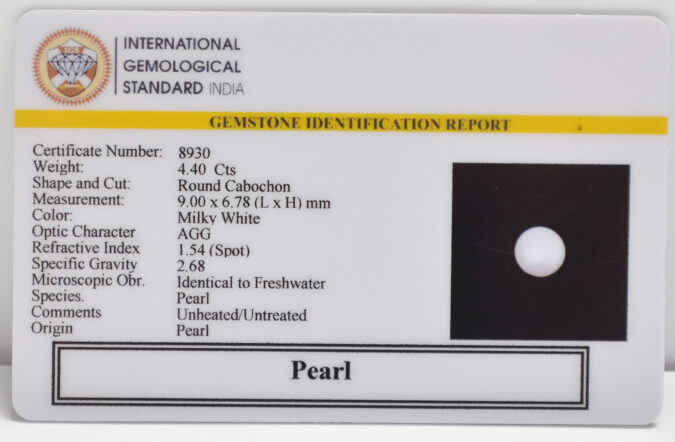 IGS
INTERNATIONAL
GEMOLOGICAL
STANDARD INDIA
GEMSTONE IDENTIFICATION REPORT
Certificate Number: 8930
Weight: 4.40 Cts
Shape and Cut: Round Cabochon
Measurement: 9.00 x 6.78 (L x H) mm
Color: Milky White
Optic Character AGG
Refractive Index 1.54 (Spot)
Specific Gravity 2.68
Microscopic Obr. Identical to Freshwater
Species. Pearl
Comments Unheated/Untreated
Origin Pearl
Pearl